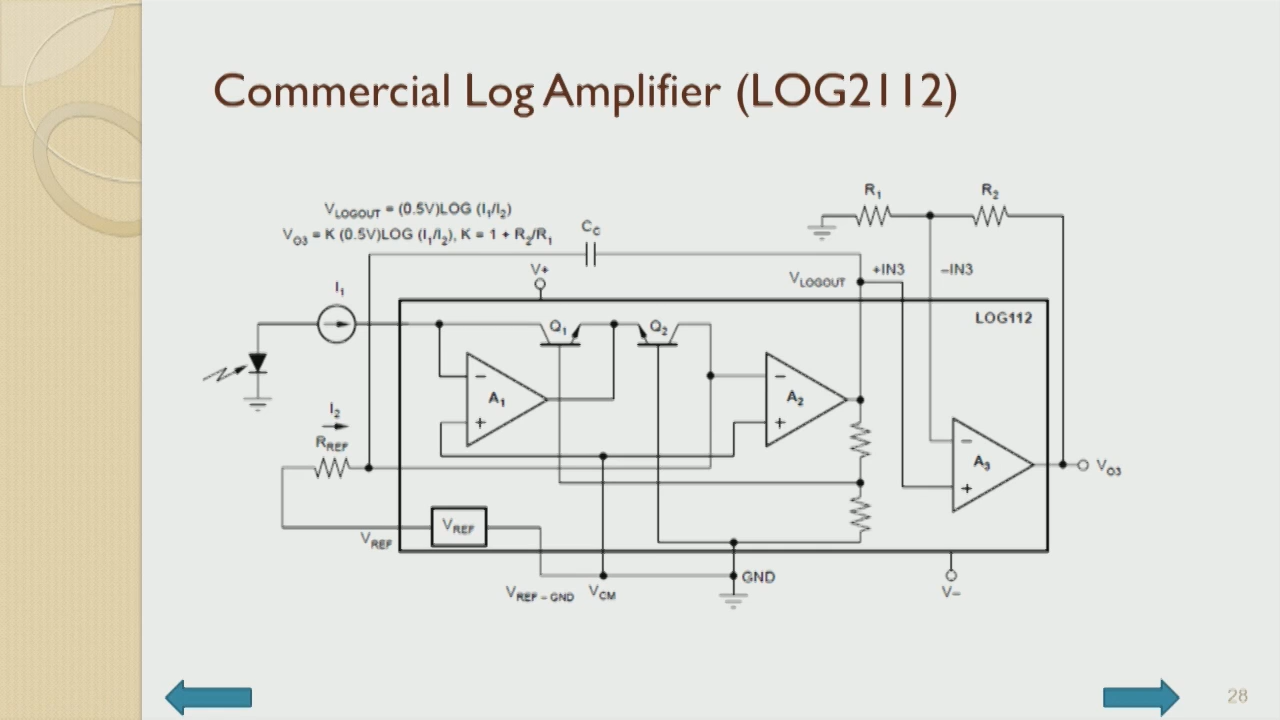 Commercial Log Amplifier (LOG2112)
R1 R2
VLOGOUT = (0.5V)LOG (I1/I2)
VO3 = K (0.5V)LOG (I1/I2), K = 1 + R2/R1
CC
V+
VLOGOUT
+IN3
–IN3
I1
LOG112
Q1 Q2
–
A1
+
–
A2
+
I2
RREF
–
A3
+
VO3
VREF
VREF
VREF – GND
VCM
GND
V–
28